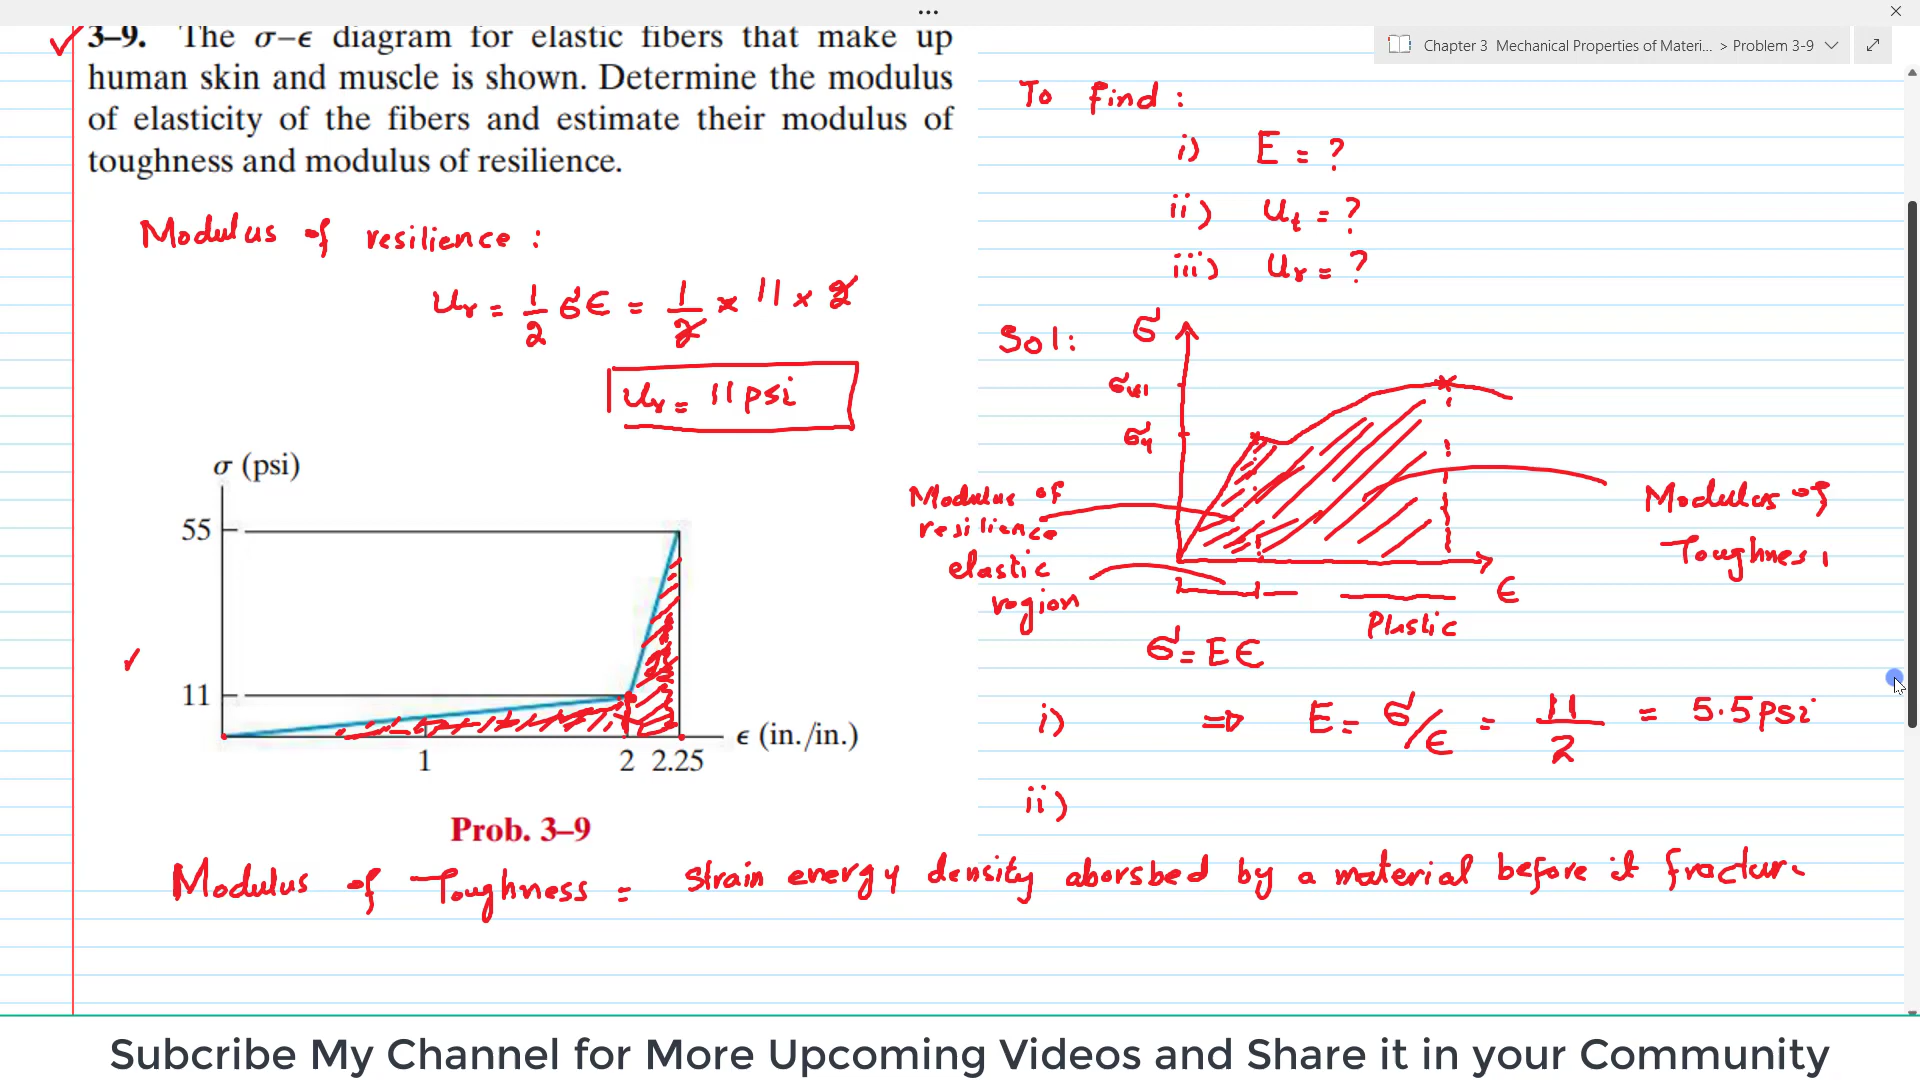 3–9. The σ–ϵ diagram for elastic fibers that make up
human skin and muscle is shown. Determine the modulus
of elasticity of the fibers and estimate their modulus of
toughness and modulus of resilience.
Chapter 3 Mechanical Properties of Materi... > Problem 3-9
To find:
i) E = ?
ii) ut = ?
iii) ur = ?
Modulus of resilience:
ur = 1/2 σϵ = 1/2 × 11 × 2
ur = 11 psi
Sol:
σ
σult
σy
Modulus of
resilience
elastic
region
Modulus of
Toughness
ϵ
Plastic
σ = Eϵ
i) ⇒ E = σ/ϵ = 11/2 = 5.5 psi
ii)
σ (psi)
55
11
1
2
2.25
ϵ (in./in.)
Prob. 3–9
Modulus of Toughness = strain energy density aborsbed by a material before it fracture
Subcribe My Channel for More Upcoming Videos and Share it in your Community